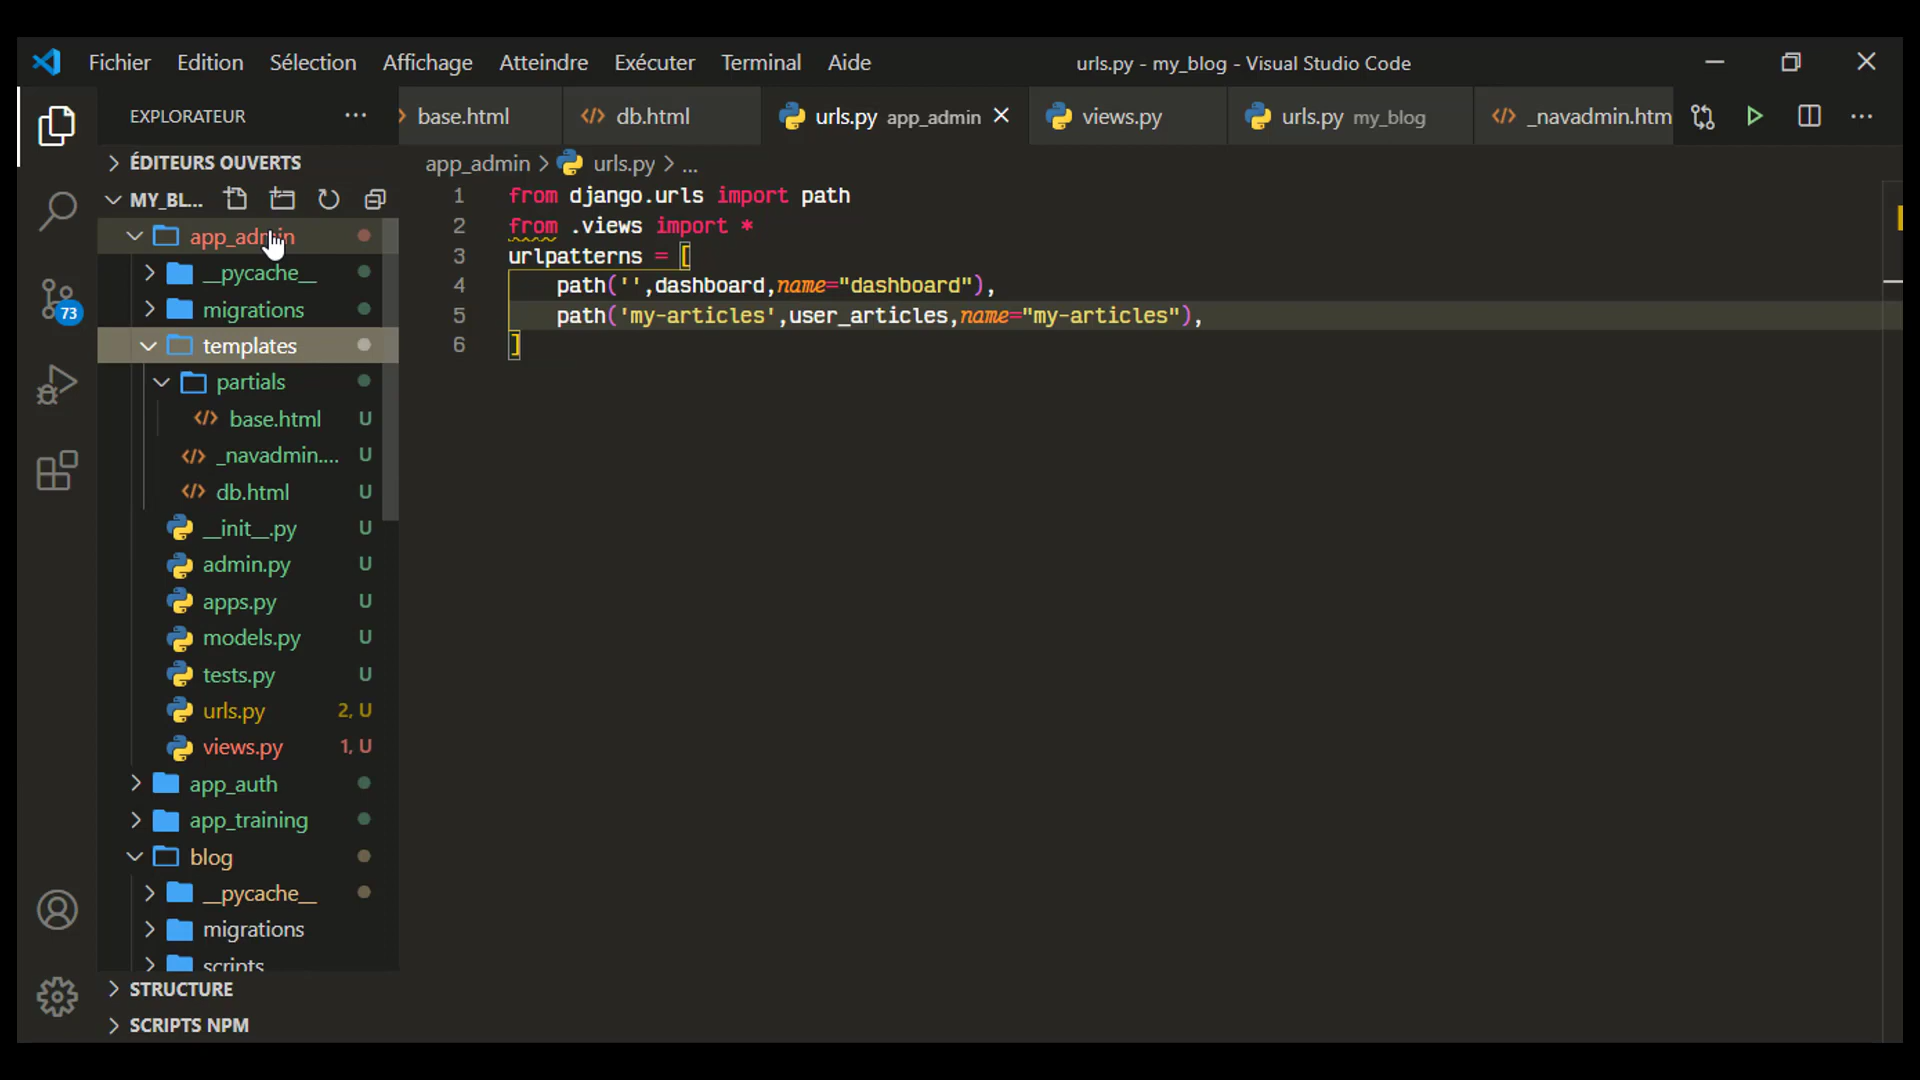 Fichier Edition Sélection Affichage Atteindre Exécuter Terminal Aide urls.py - my_blog - Visual Studio Code
EXPLORATEUR ··· base.html db.html urls.py app_admin views.py urls.py my_blog _navadmin.htm
ÉDITEURS OUVERTS
app_admin > urls.py > ...
MY_BL...
1 from django.urls import path
2 from .views import *
3 urlpatterns = [
4 path('',dashboard,name="dashboard"),
5 path('my-articles',user_articles,name="my-articles"),
6 ]
app_admin
__pycache__
migrations
templates
partials
base.html U
_navadmin.... U
db.html U
__init__.py U
admin.py U
apps.py U
models.py U
tests.py U
urls.py 2, U
views.py 1, U
app_auth
app_training
blog
__pycache__
migrations
scripts
STRUCTURE
SCRIPTS NPM
73